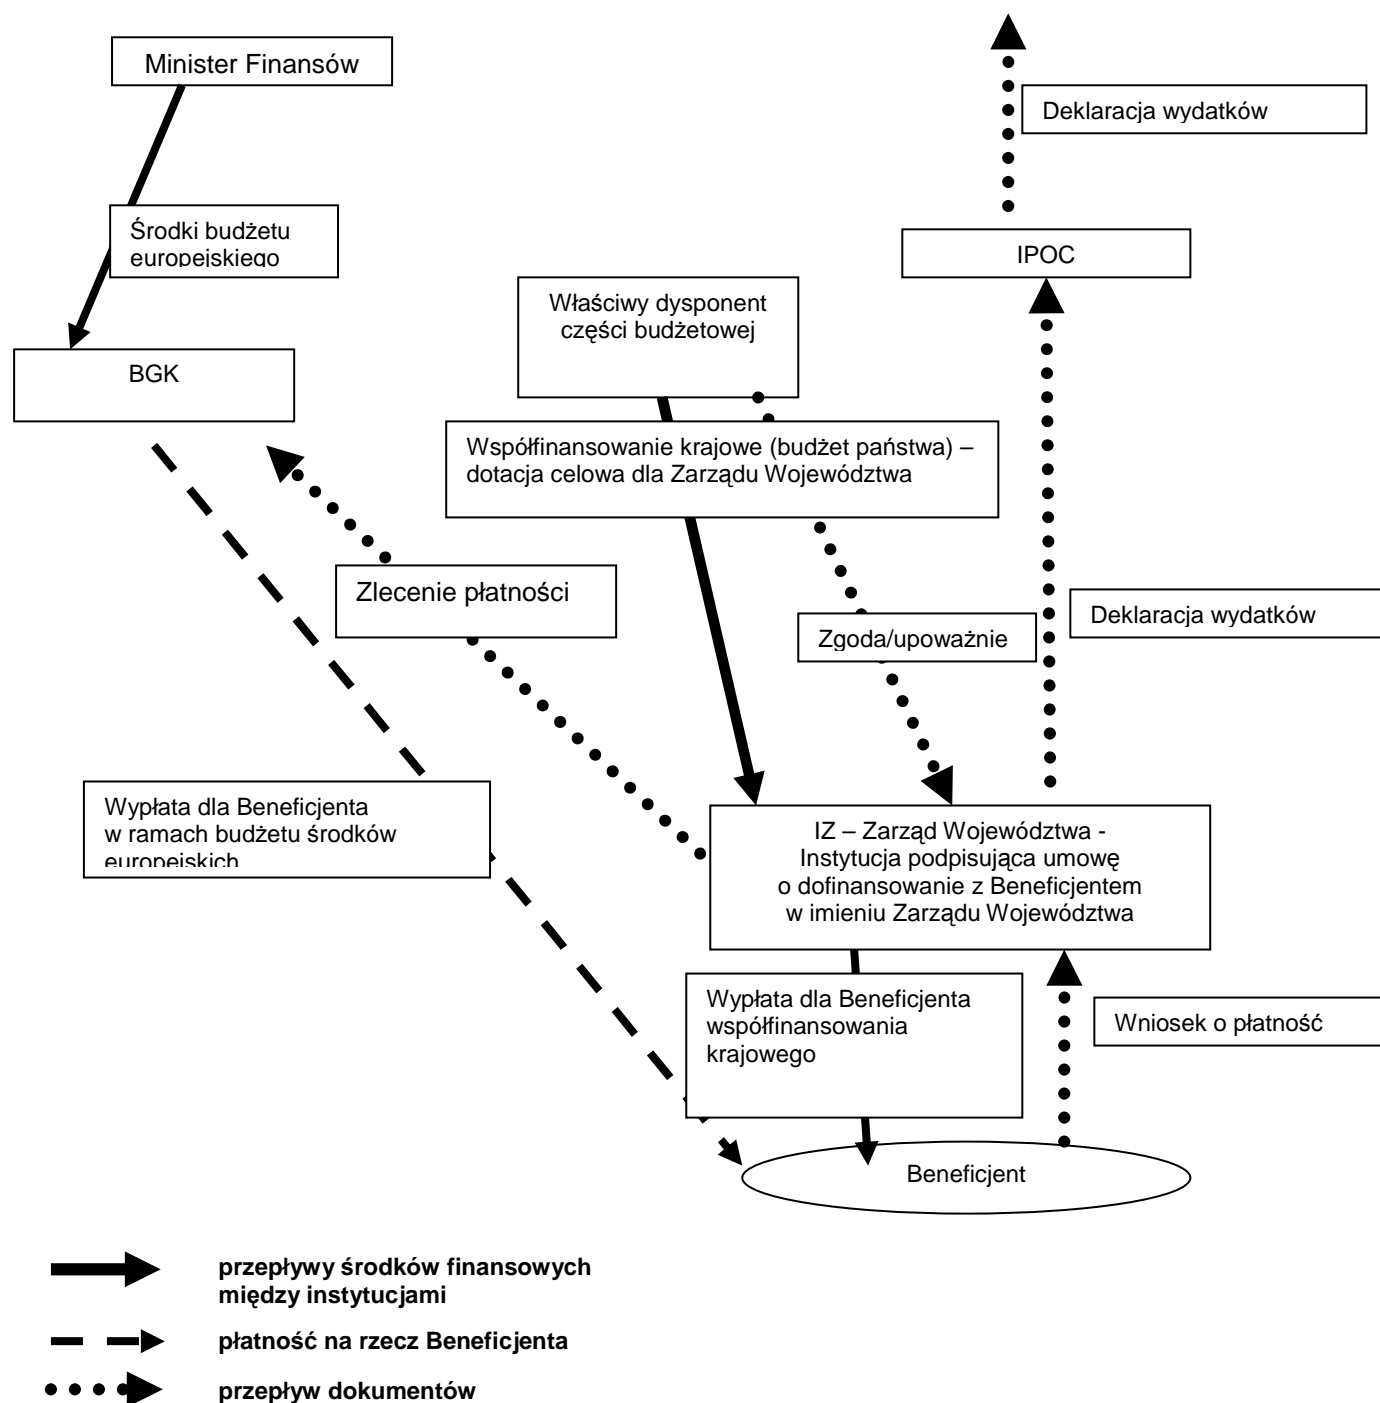 Minister Finansów
Deklaracja wydatków
Środki budżetu
europejskiego
IPOC
Właściwy dysponent
części budżetowej
BGK
Współfinansowanie krajowe (budżet państwa) –
dotacja celowa dla Zarządu Województwa
Zlecenie płatności
Zgoda/upoważnie
Deklaracja wydatków
Wypłata dla Beneficjenta
w ramach budżetu środków
europejskich
IZ – Zarząd Województwa -
Instytucja podpisująca umowę
o dofinansowanie z Beneficjentem
w imieniu Zarządu Województwa
Wypłata dla Beneficjenta
współfinansowania
krajowego
Wniosek o płatność
Beneficjent
przepływy środków finansowych
między instytucjami
płatność na rzecz Beneficjenta
przepływ dokumentów